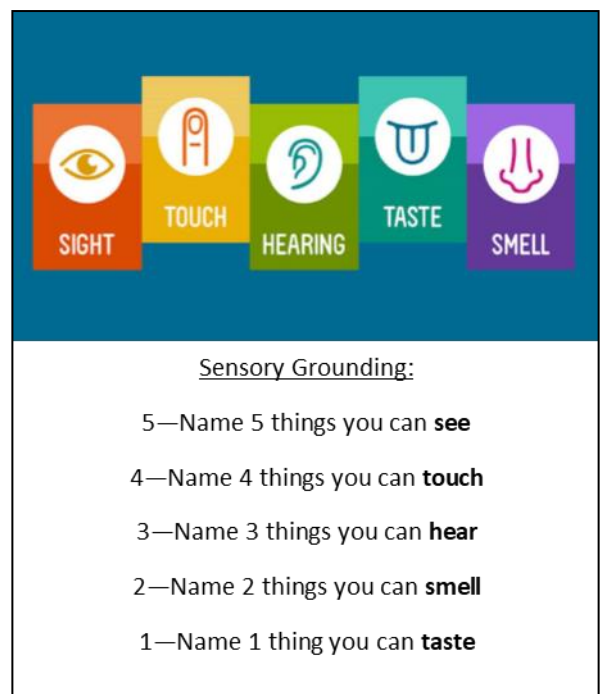 SIGHT
TOUCH
HEARING
TASTE
SMELL
Sensory Grounding:
5—Name 5 things you can see
4—Name 4 things you can touch
3—Name 3 things you can hear
2—Name 2 things you can smell
1—Name 1 thing you can taste